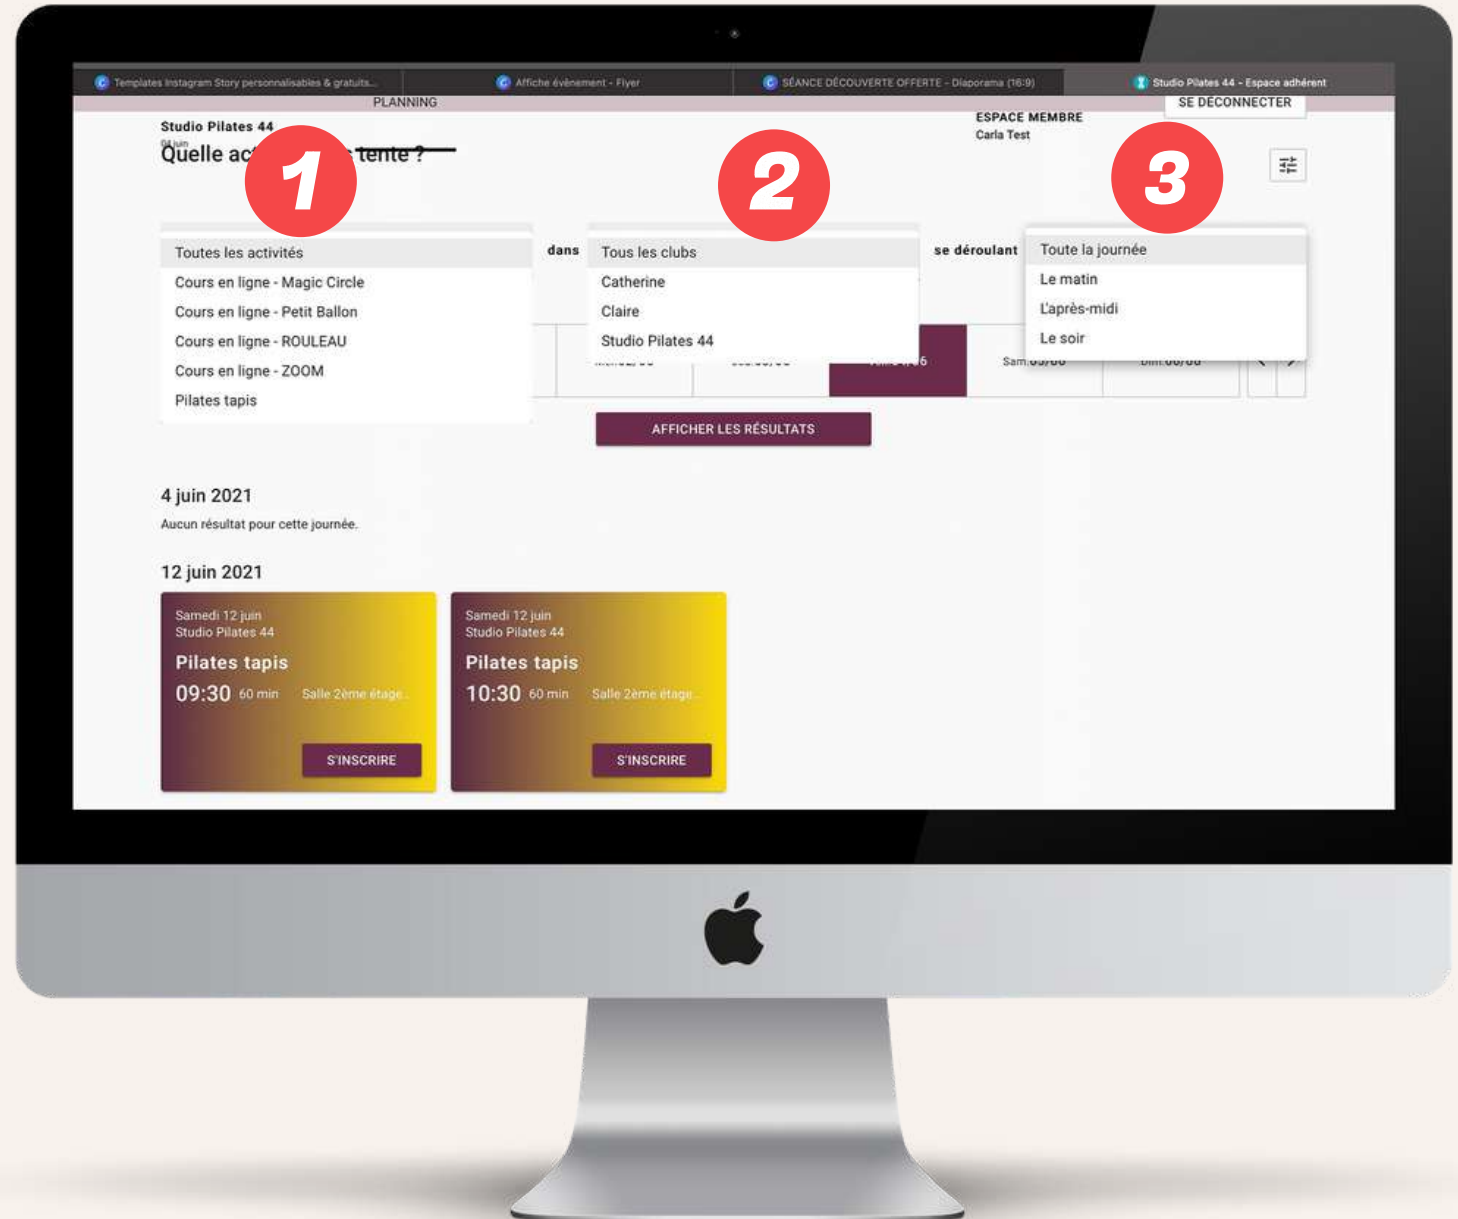 Templates Instagram Story personnalisables & gratuits...
Affiche évènement - Flyer
SÉANCE DÉCOUVERTE OFFERTE - Diaporama (16:9)
Studio Pilates 44 - Espace adhérent
PLANNING
SE DÉCONNECTER
Studio Pilates 44
ESPACE MEMBRE
Carla Test
04 juin
Quelle
tente ?
1
2
3
Toutes les activités
Cours en ligne - Magic Circle
Cours en ligne - Petit Ballon
Cours en ligne - ROULEAU
Cours en ligne - ZOOM
Pilates tapis
dans
Tous les clubs
Catherine
Claire
Studio Pilates 44
se déroulant
Toute la journée
Le matin
L'après-midi
Le soir
AFFICHER LES RÉSULTATS
4 juin 2021
Aucun résultat pour cette journée.
12 juin 2021
Samedi 12 juin
Studio Pilates 44
Pilates tapis
09:30 60 min Salle 2ème étage...
S'INSCRIRE
Samedi 12 juin
Studio Pilates 44
Pilates tapis
10:30 60 min Salle 2ème étage...
S'INSCRIRE